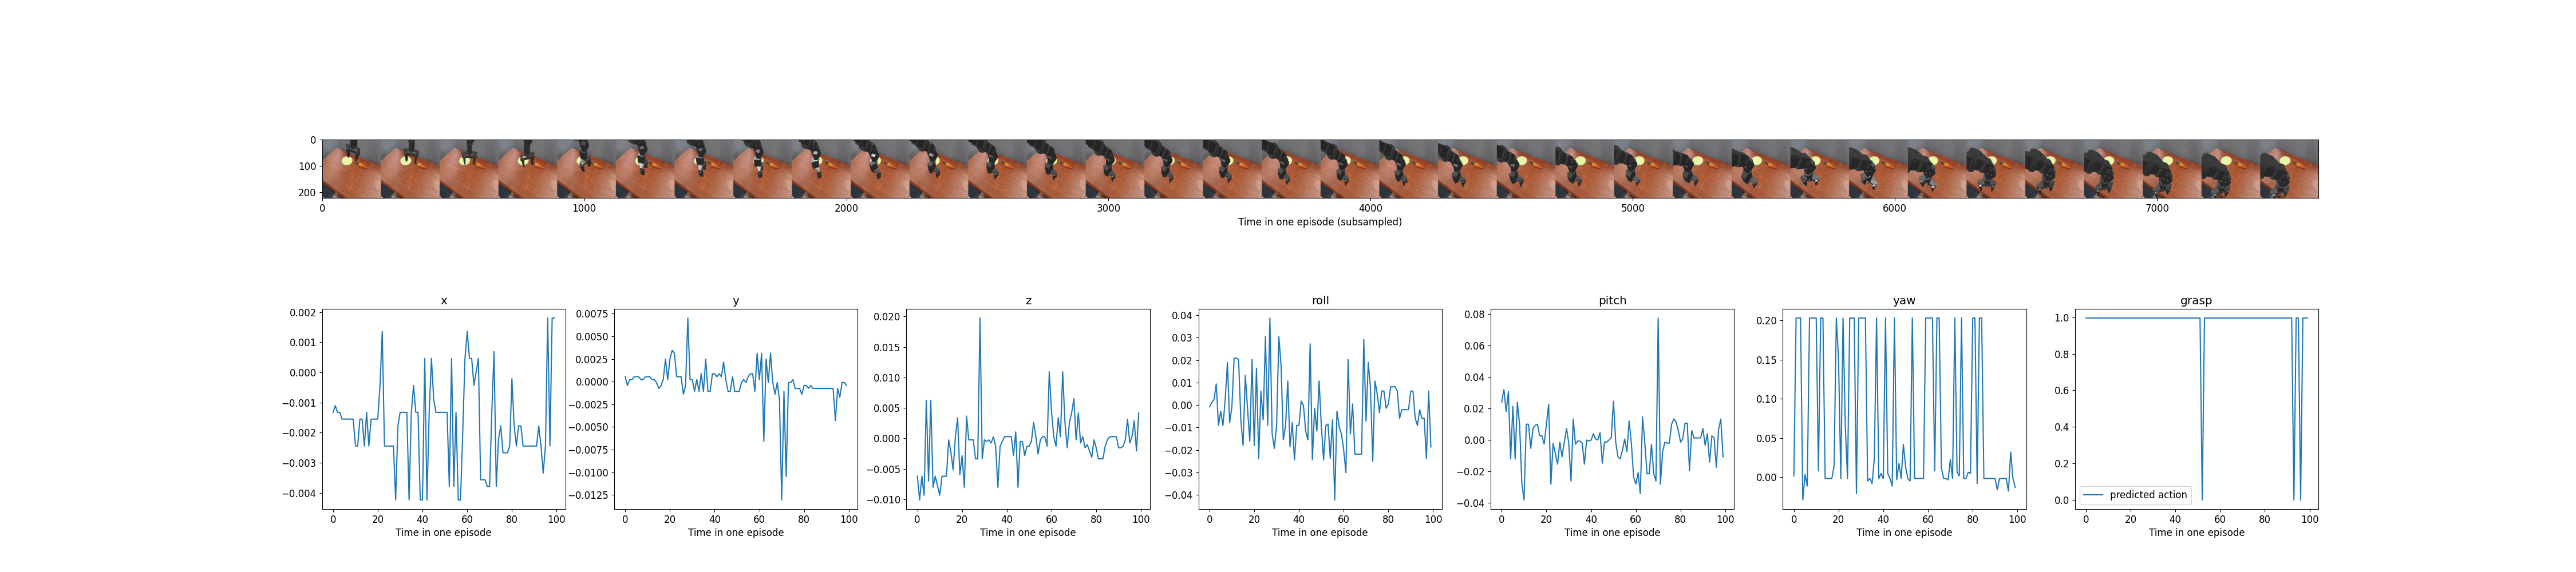 0
100
200
0 1000 2000 3000 4000 5000 6000 7000
Time in one episode (subsampled)
x
0.002
0.001
0.000
−0.001
−0.002
−0.003
−0.004
0 20 40 60 80 100
Time in one episode
y
0.0075
0.0050
0.0025
0.0000
−0.0025
−0.0050
−0.0075
−0.0100
−0.0125
0 20 40 60 80 100
Time in one episode
z
0.020
0.015
0.010
0.005
0.000
−0.005
−0.010
0 20 40 60 80 100
Time in one episode
roll
0.04
0.03
0.02
0.01
0.00
−0.01
−0.02
−0.03
−0.04
0 20 40 60 80 100
Time in one episode
pitch
0.08
0.06
0.04
0.02
0.00
−0.02
−0.04
0 20 40 60 80 100
Time in one episode
yaw
0.20
0.15
0.10
0.05
0.00
0 20 40 60 80 100
Time in one episode
grasp
1.0
0.8
0.6
0.4
0.2
0.0
predicted action
0 20 40 60 80 100
Time in one episode